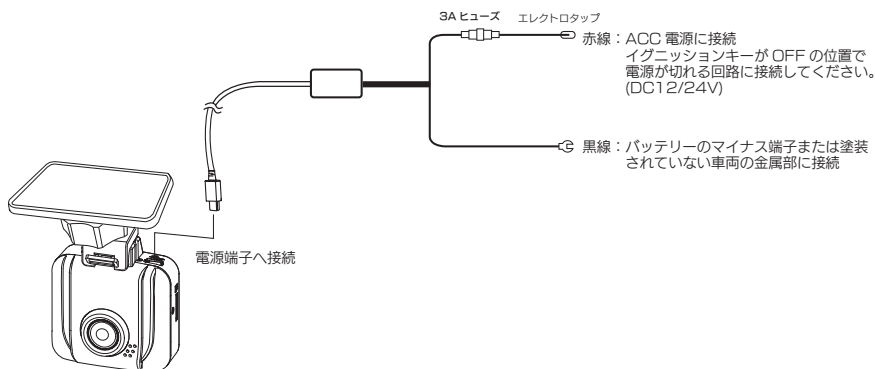 3A ヒューズ
エレクトロタップ
赤線：ACC 電源に接続
イグニッションキーが OFF の位置で
電源が切れる回路に接続してください。
(DC12/24V)
黒線：バッテリーのマイナス端子または塗装
されていない車両の金属部に接続
電源端子へ接続